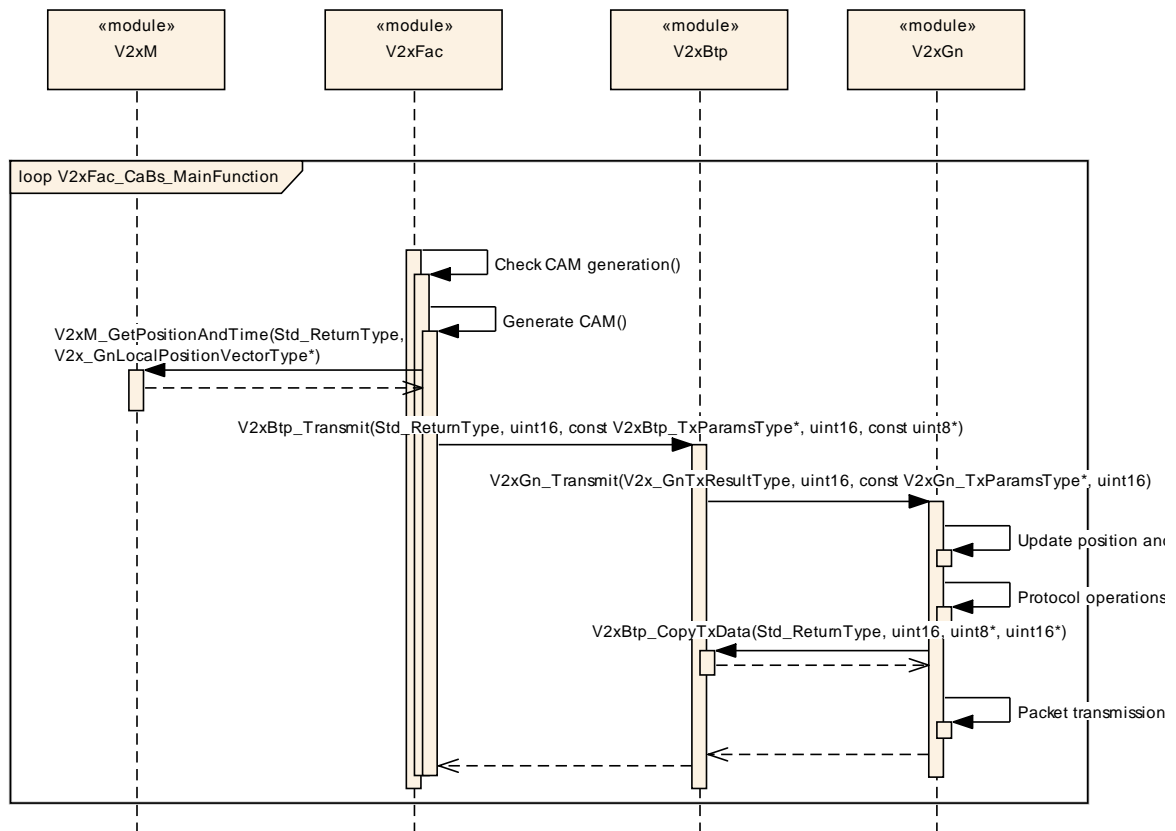 «module»
V2xM
«module»
V2xFac
«module»
V2xBtp
«module»
V2xGn
loop V2xFac_CaBs_MainFunction
Check CAM generation()
Generate CAM()
V2xM_GetPositionAndTime(Std_ReturnType,
V2x_GnLocalPositionVectorType*)
V2xBtp_Transmit(Std_ReturnType, uint16, const V2xBtp_TxParamsType*, uint16, const uint8*)
V2xGn_Transmit(V2x_GnTxResultType, uint16, const V2xGn_TxParamsType*, uint16)
Update position and
Protocol operations
V2xBtp_CopyTxData(Std_ReturnType, uint16, uint8*, uint16*)
Packet transmission